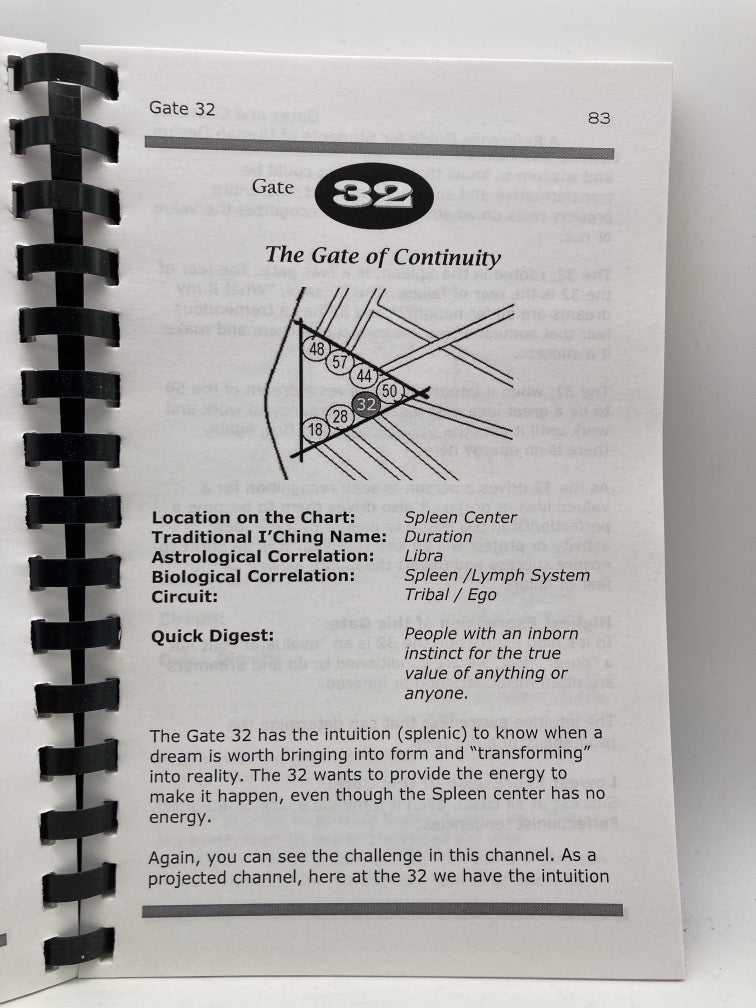 Gate 32 83
Gate 32
The Gate of Continuity
48
57
44
50
32
28
18
Location on the Chart: Spleen Center
Traditional I'Ching Name: Duration
Astrological Correlation: Libra
Biological Correlation: Spleen /Lymph System
Circuit: Tribal / Ego
Quick Digest: People with an inborn
instinct for the true
value of anything or
anyone.
The Gate 32 has the intuition (splenic) to know when a
dream is worth bringing into form and “transforming”
into reality. The 32 wants to provide the energy to
make it happen, even though the Spleen center has no
energy.
Again, you can see the challenge in this channel. As a
projected channel, here at the 32 we have the intuition